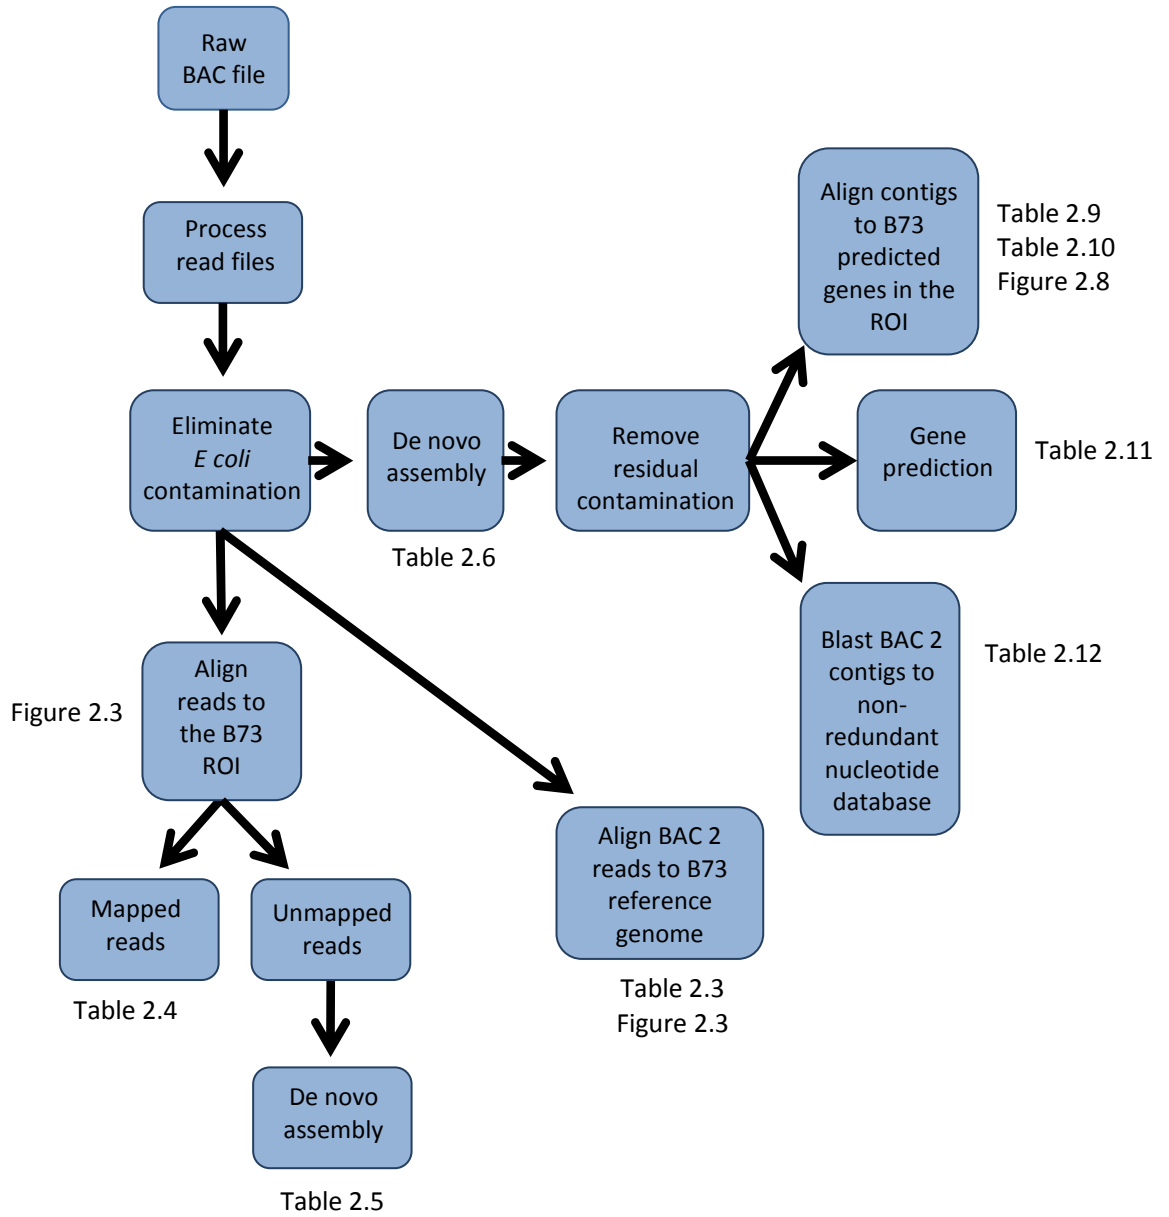 Raw
BAC file
Process
read files
Eliminate
E coli
contamination
De novo
assembly
Table 2.6
Remove
residual
contamination
Align contigs
to B73
predicted
genes in the
ROI
Table 2.9
Table 2.10
Figure 2.8
Gene
prediction
Table 2.11
Blast BAC 2
contigs to
non-
redundant
nucleotide
database
Table 2.12
Figure 2.3
Align
reads to
the B73
ROI
Mapped
reads
Table 2.4
Unmapped
reads
De novo
assembly
Table 2.5
Align BAC 2
reads to B73
reference
genome
Table 2.3
Figure 2.3